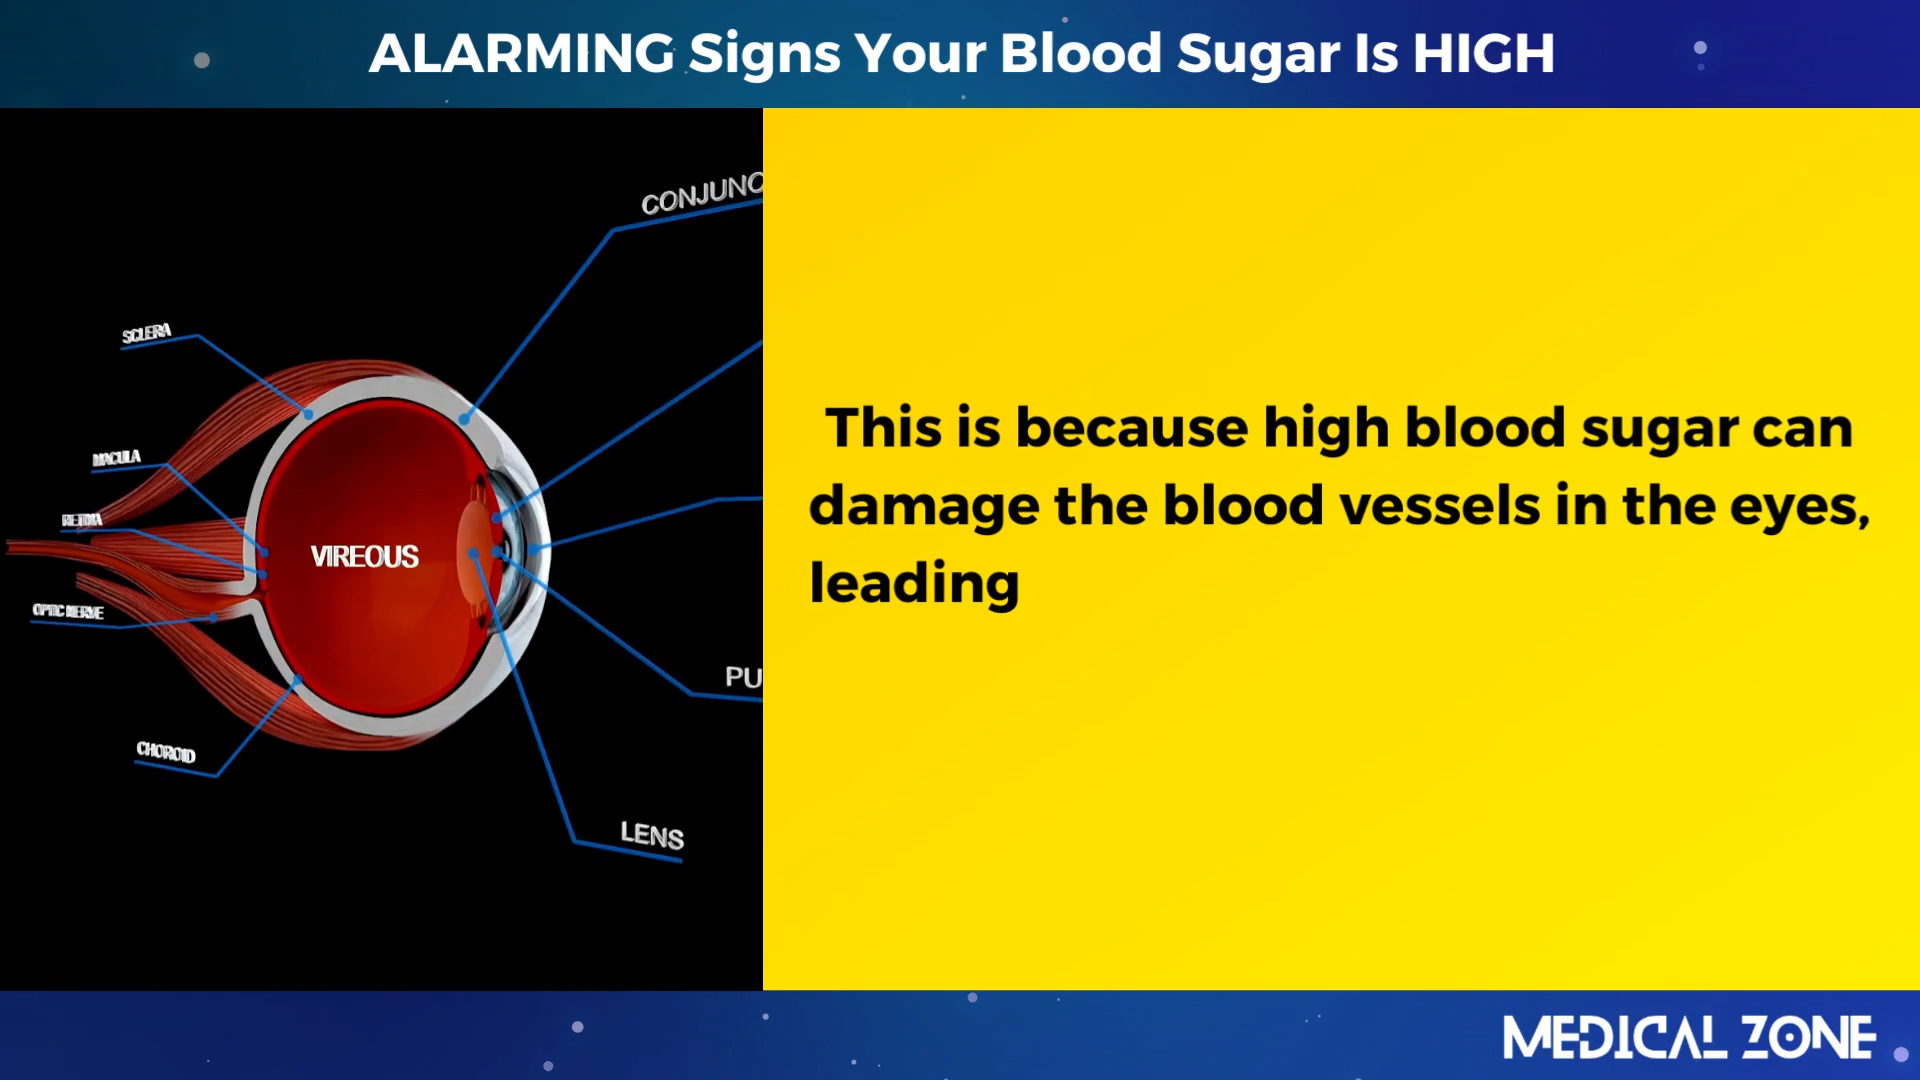 ALARMING Signs Your Blood Sugar Is HIGH
CONJUNC
SCLERA
MACULA
RETINA
VIREOUS
OPTIC NERVE
PU
CHOROID
LENS
This is because high blood sugar can
damage the blood vessels in the eyes,
leading
MEDICAL ZONE